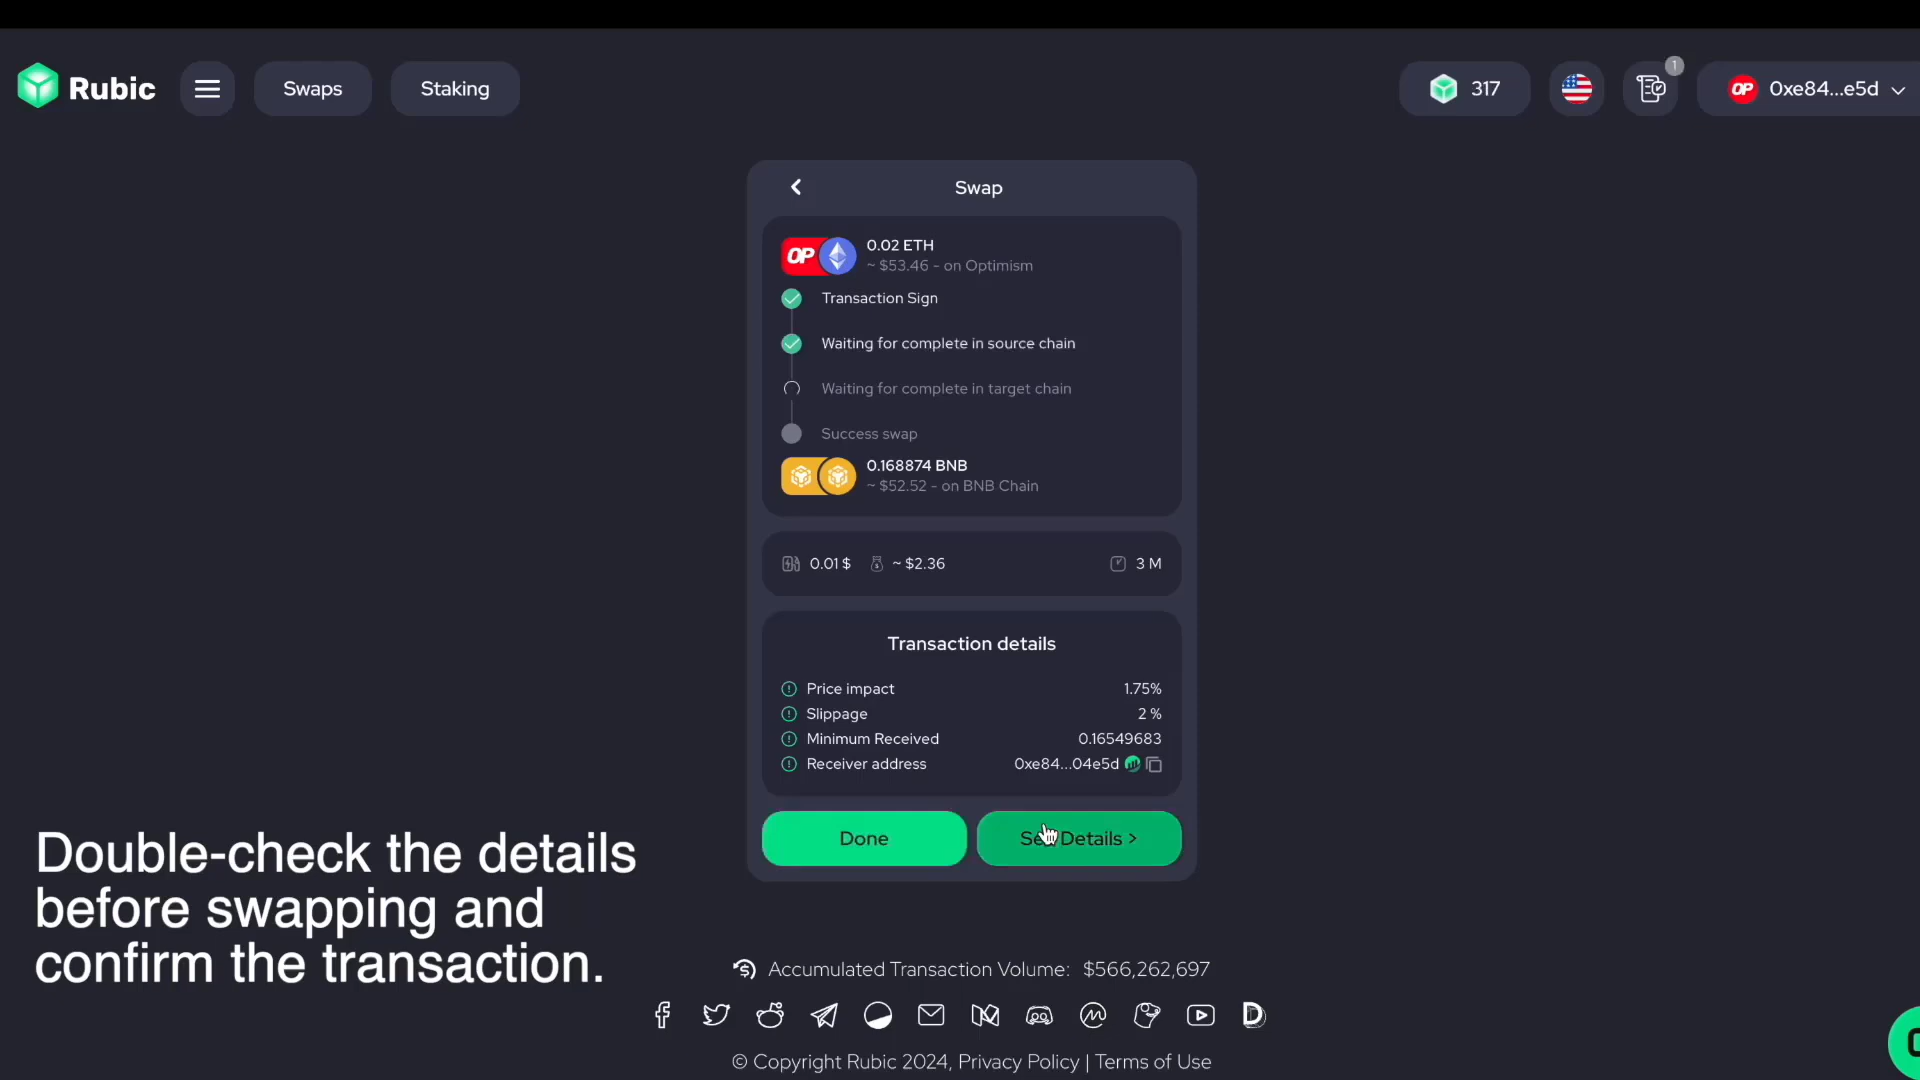 Rubic
Swaps
Staking
317
1
OP
0xe84...e5d
Swap
OP
0.02 ETH
~ $53.46 - on Optimism
Transaction Sign
Waiting for complete in source chain
Waiting for complete in target chain
Success swap
0.168874 BNB
~ $52.52 - on BNB Chain
0.01 $ ~ $2.36 3 M
Transaction details
Price impact 1.75%
Slippage 2 %
Minimum Received 0.16549683
Receiver address 0xe84...04e5d
Done
See Details >
Double-check the details
before swapping and
confirm the transaction.
Accumulated Transaction Volume: $566,262,697
© Copyright Rubic 2024, Privacy Policy | Terms of Use